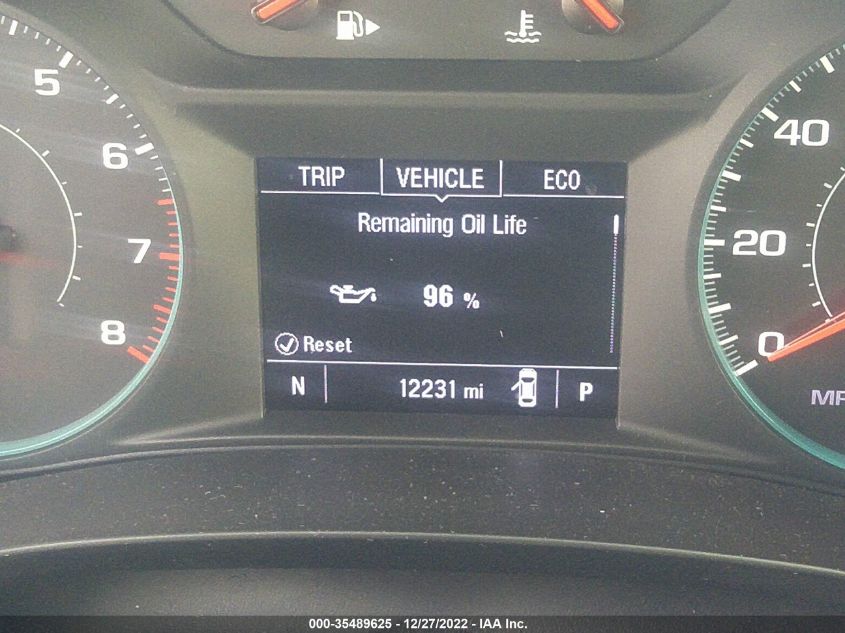 5
6
7
8
TRIP VEHICLE ECO
Remaining Oil Life
96 %
Reset
N 12231 mi P
40
20
0
000-35489625 - 12/27/2022 - IAA Inc.